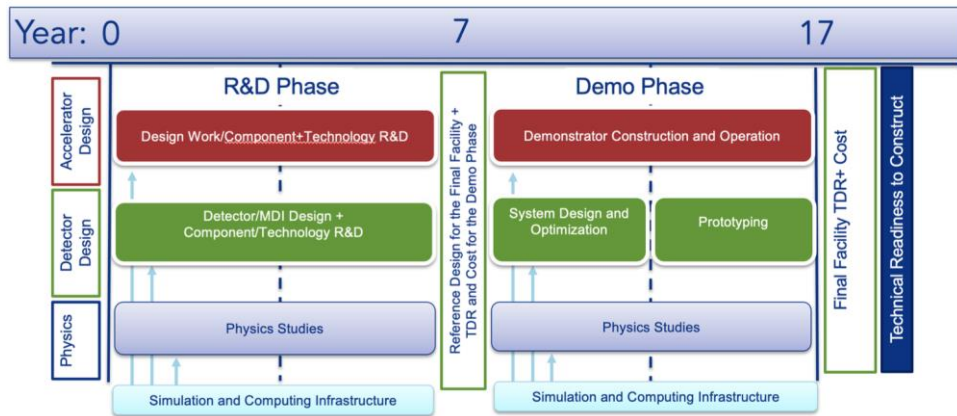 Year: 0 7 17
R&D Phase
Demo Phase
Accelerator
Design
Design Work/Component+Technology R&D
Demonstrator Construction and Operation
Detector
Design
Detector/MDI Design +
Component/Technology R&D
System Design and
Optimization
Prototyping
Physics
Physics Studies
Physics Studies
Simulation and Computing Infrastructure
Simulation and Computing Infrastructure
Reference Design for the Final Facility +
TDR and Cost for the Demo Phase
Final Facility TDR+ Cost
Technical Readiness to Construct